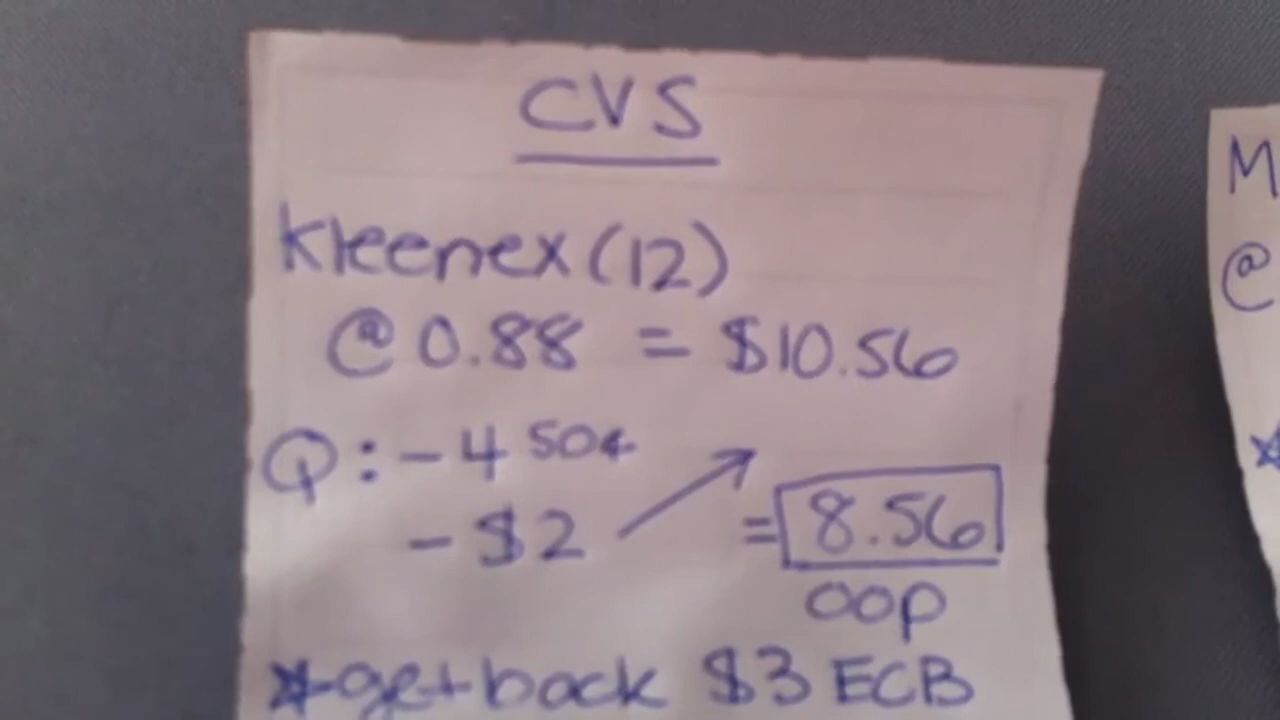 CVS
Kleenex (12)
@ 0.88 = $10.56
Q: - 4 50¢
- $2 = 8.56
OOP
*get back $3 ECB
M
@
*